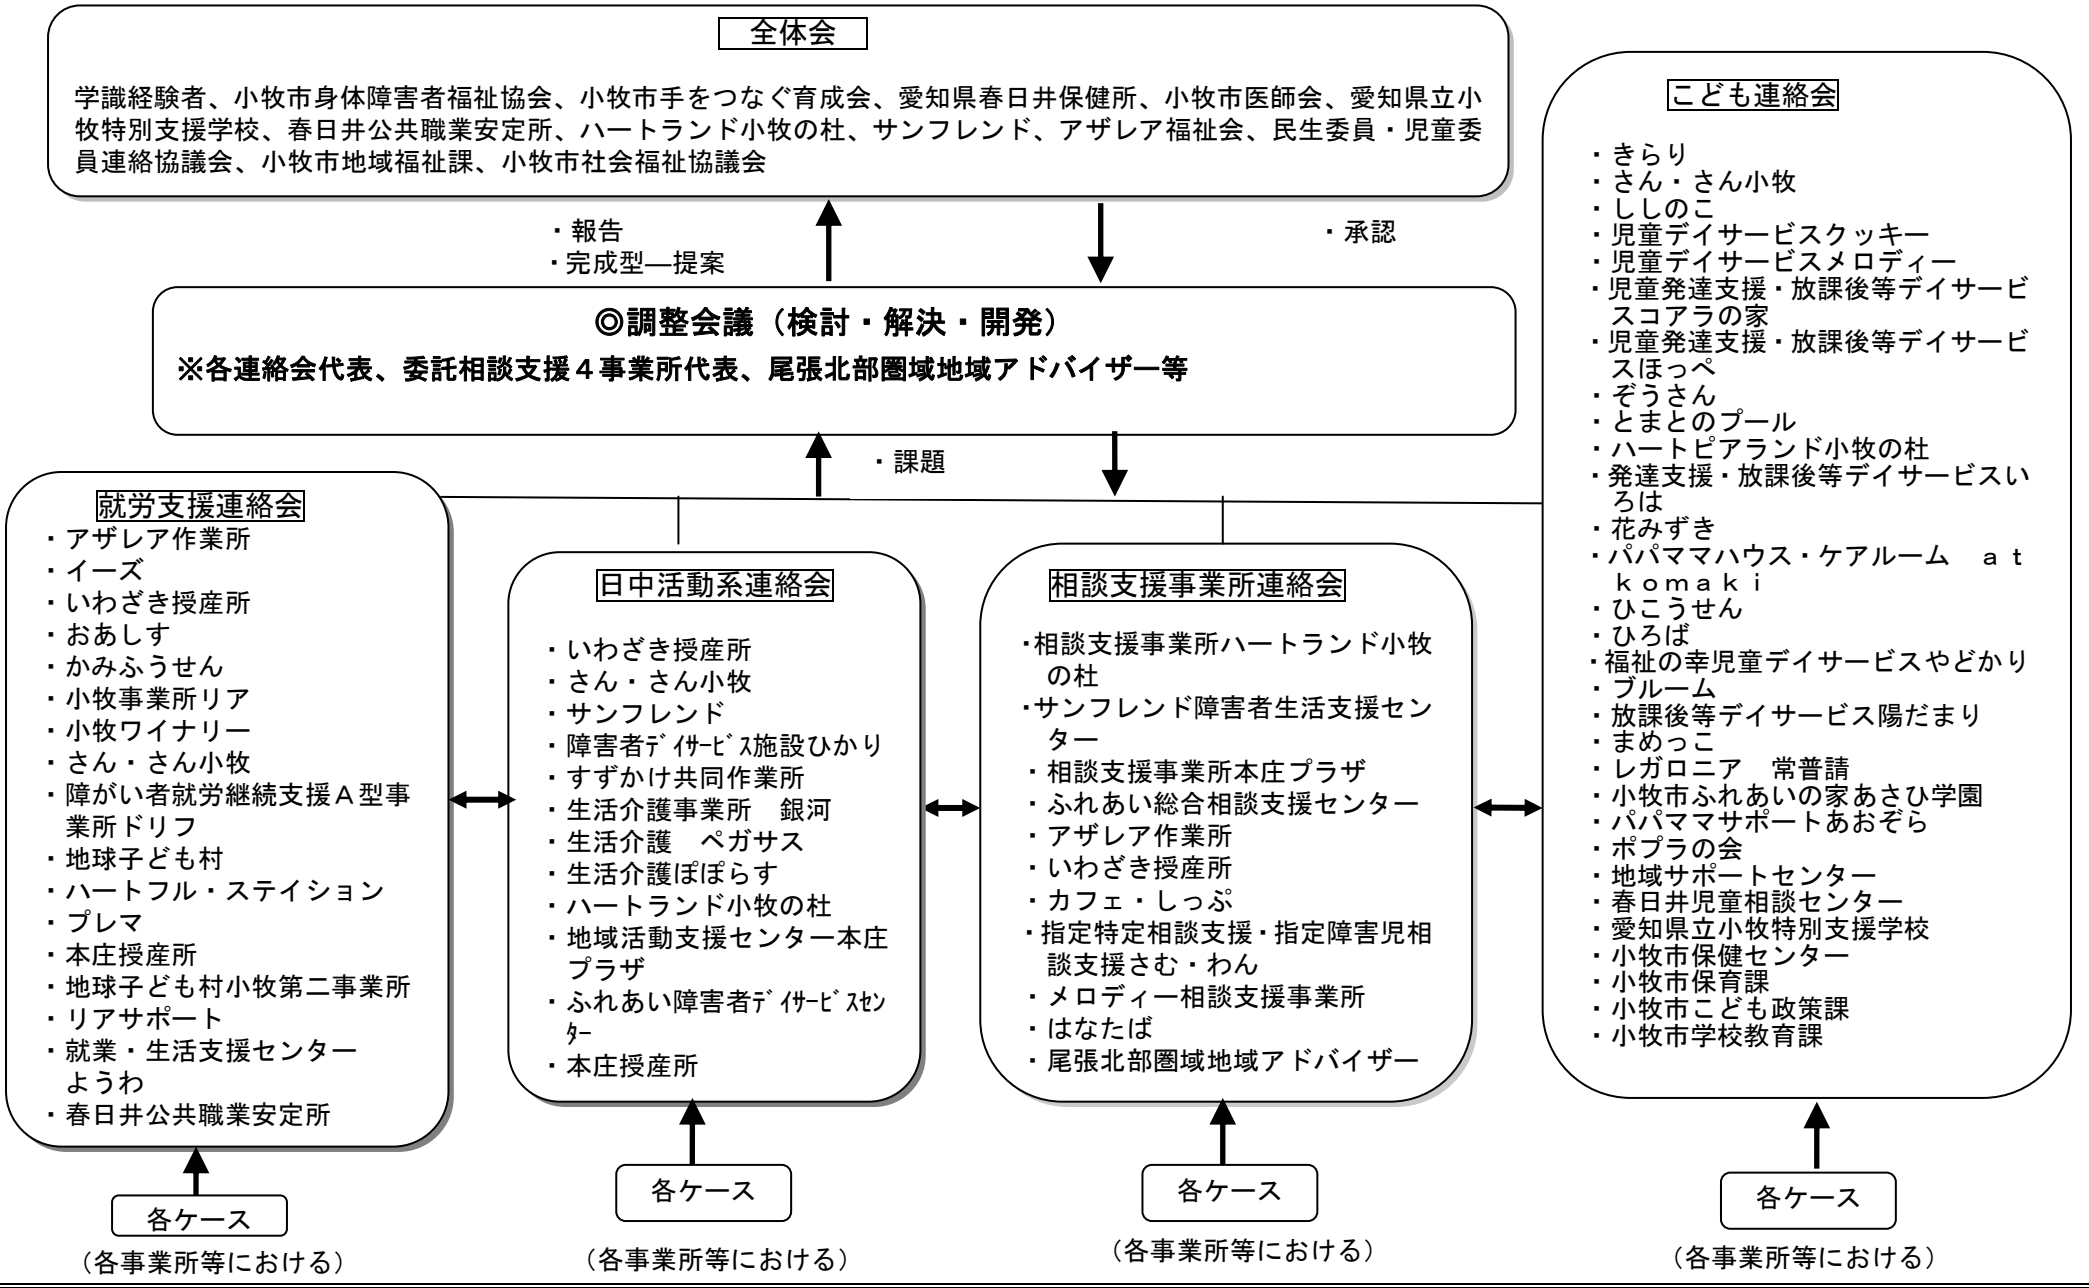 全体会
学識経験者、小牧市身体障害者福祉協会、小牧市手をつなぐ育成会、愛知県春日井保健所、小牧市医師会、愛知県立小
牧特別支援学校、春日井公共職業安定所、ハートランド小牧の杜、サンフレンド、アザレア福祉会、民生委員・児童委
員連絡協議会、小牧市地域福祉課、小牧市社会福祉協議会
・報告
・完成型―提案
・承認
◎調整会議（検討・解決・開発）
※各連絡会代表、委託相談支援４事業所代表、尾張北部圏域地域アドバイザー等
・課題
就労支援連絡会
・アザレア作業所
・イーズ
・いわざき授産所
・おあしす
・かみふうせん
・小牧事業所リア
・小牧ワイナリー
・さん・さん小牧
・障がい者就労継続支援Ａ型事
業所ドリフ
・地球子ども村
・ハートフル・ステイション
・プレマ
・本庄授産所
・地球子ども村小牧第二事業所
・リアサポート
・就業・生活支援センター
ようわ
・春日井公共職業安定所
各ケース
（各事業所等における）
日中活動系連絡会
・いわざき授産所
・さん・さん小牧
・サンフレンド
・障害者ﾃﾞｲｻｰﾋﾞｽ施設ひかり
・すずかけ共同作業所
・生活介護事業所　銀河
・生活介護　ペガサス
・生活介護ぽぽらす
・ハートランド小牧の杜
・地域活動支援センター本庄
プラザ
・ふれあい障害者ﾃﾞｲｻｰﾋﾞｽｾﾝ
ﾀｰ
・本庄授産所
各ケース
（各事業所等における）
相談支援事業所連絡会
・相談支援事業所ハートランド小牧
の杜
・サンフレンド障害者生活支援セン
ター
・相談支援事業所本庄プラザ
・ふれあい総合相談支援センター
・アザレア作業所
・いわざき授産所
・カフェ・しっぷ
・指定特定相談支援・指定障害児相
談支援さむ・わん
・メロディー相談支援事業所
・はなたば
・尾張北部圏域地域アドバイザー
各ケース
（各事業所等における）
こども連絡会
・きらり
・さん・さん小牧
・ししのこ
・児童デイサービスクッキー
・児童デイサービスメロディー
・児童発達支援・放課後等デイサービ
スコアラの家
・児童発達支援・放課後等デイサービ
スほっぺ
・ぞうさん
・とまとのプール
・ハートピアランド小牧の杜
・発達支援・放課後等デイサービスい
ろは
・花みずき
・パパママハウス・ケアルーム　ａｔ
ｋｏｍａｋｉ
・ひこうせん
・ひろば
・福祉の幸児童デイサービスやどかり
・ブルーム
・放課後等デイサービス陽だまり
・まめっこ
・レガロニア　常普請
・小牧市ふれあいの家あさひ学園
・パパママサポートあおぞら
・ポプラの会
・地域サポートセンター
・春日井児童相談センター
・愛知県立小牧特別支援学校
・小牧市保健センター
・小牧市保育課
・小牧市こども政策課
・小牧市学校教育課
各ケース
（各事業所等における）